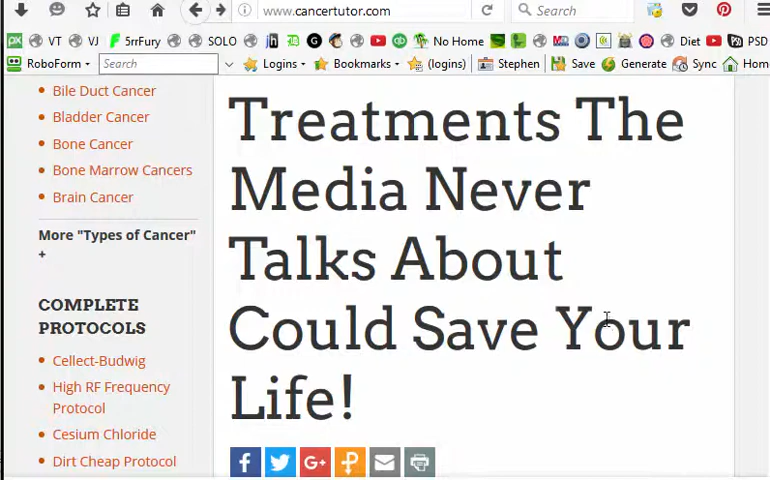 www.cancertutor.com
Search
VT VJ 5rrFury SOLO No Home Diet PSD
RoboForm Search Logins Bookmarks (logins) Stephen Save Generate Sync Hom
Bile Duct Cancer
Bladder Cancer
Bone Cancer
Bone Marrow Cancers
Brain Cancer
More "Types of Cancer"
+
COMPLETE
PROTOCOLS
Cellect-Budwig
High RF Frequency
Protocol
Cesium Chloride
Dirt Cheap Protocol
Treatments The
Media Never
Talks About
Could Save Your
Life!